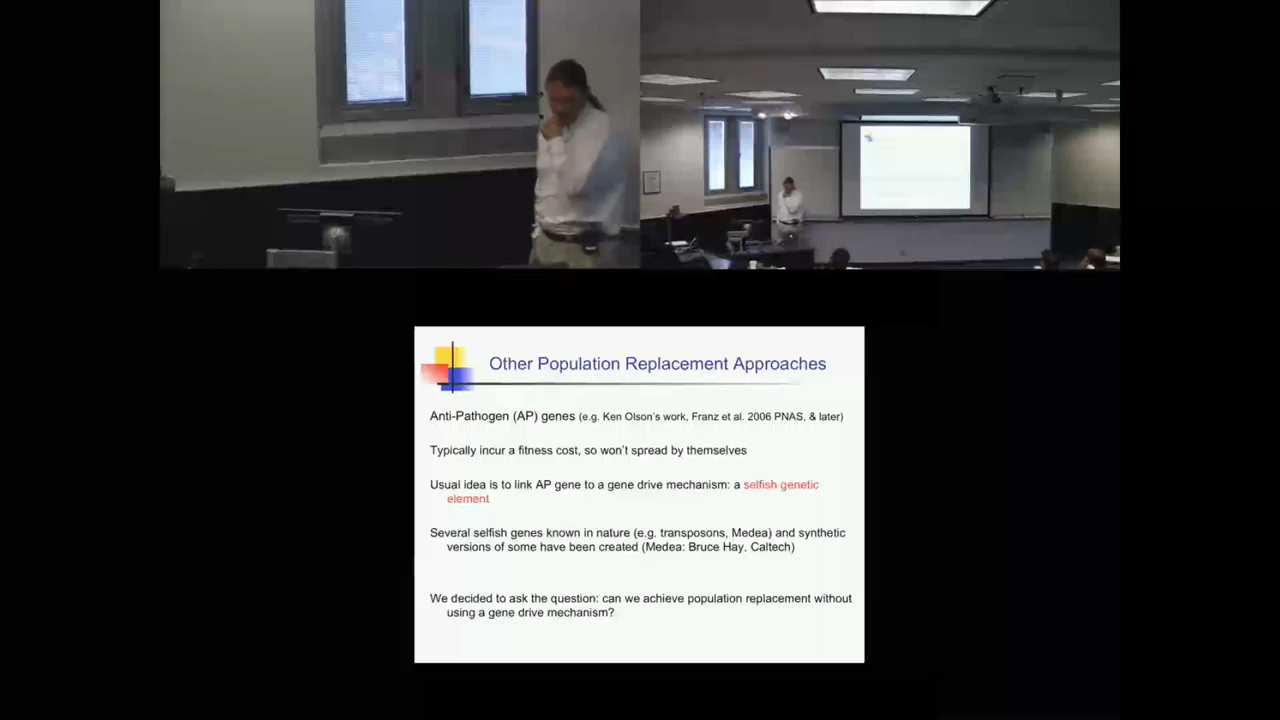 Other Population Replacement Approaches
Anti-Pathogen (AP) genes (e.g. Ken Olson's work, Franz et al. 2006 PNAS, & later)
Typically incur a fitness cost, so won't spread by themselves
Usual idea is to link AP gene to a gene drive mechanism: a selfish genetic
element
Several selfish genes known in nature (e.g. transposons, Medea) and synthetic
versions of some have been created (Medea: Bruce Hay, Caltech)
We decided to ask the question: can we achieve population replacement without
using a gene drive mechanism?